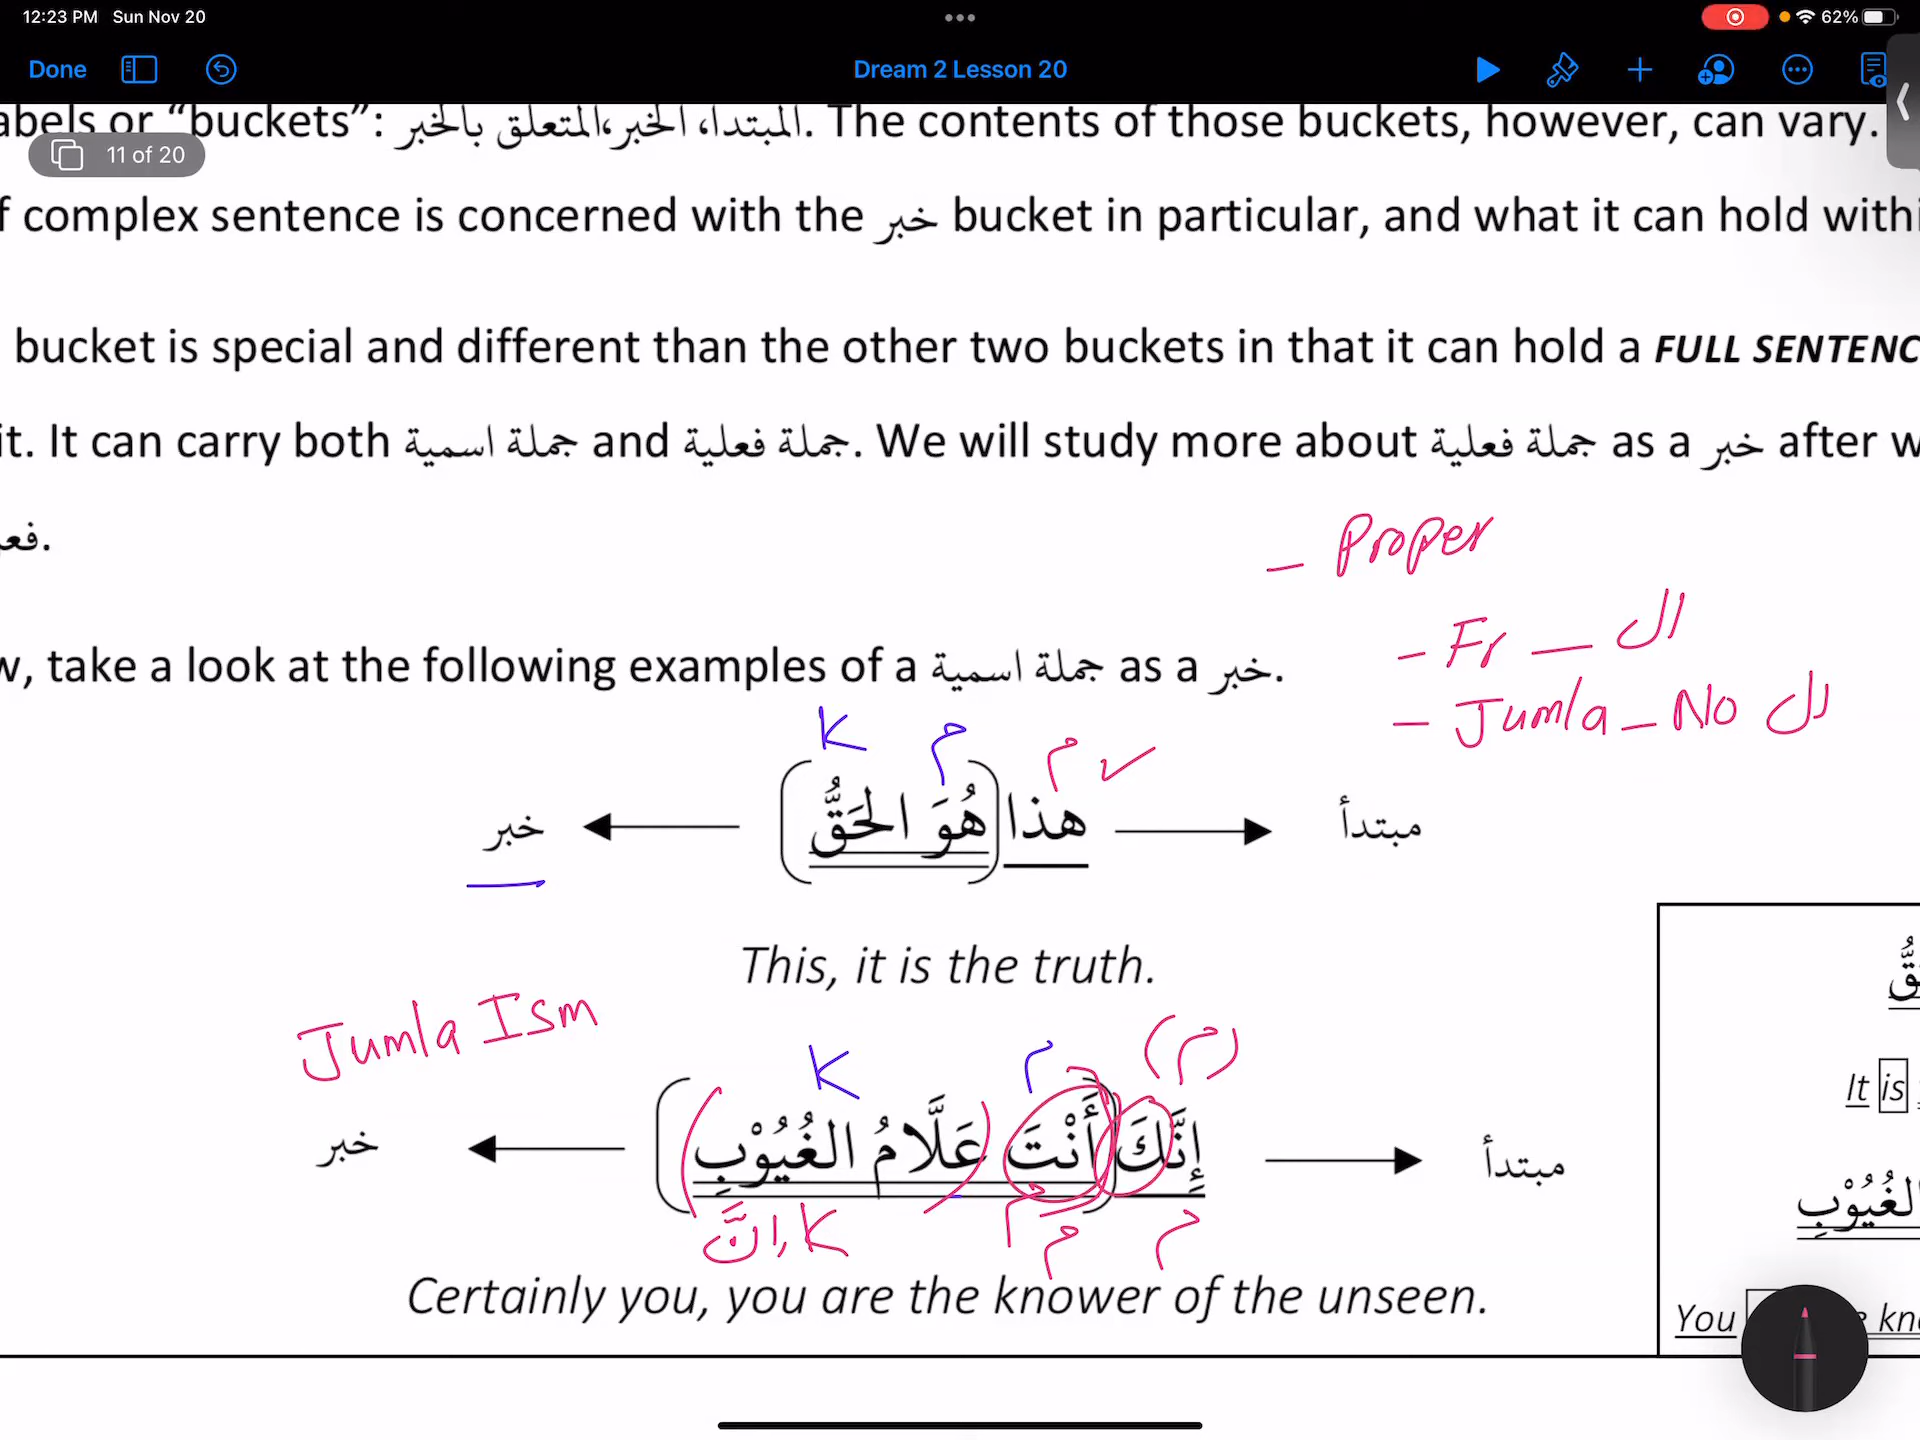 12:23 PM Sun Nov 20
62%
Done
Dream 2 Lesson 20
abels or “buckets”: المبتدا، الخبر، المتعلق بالخبر. The contents of those buckets, however, can vary.
11 of 20
f complex sentence is concerned with the خبر bucket in particular, and what it can hold withi
bucket is special and different than the other two buckets in that it can hold a FULL SENTENC
it. It can carry both جملة اسمية and جملة فعلية. We will study more about جملة فعلية as a خبر after w
فع.
- Proper
- Fr _ ال
w, take a look at the following examples of a جملة اسمية as a خبر.
- Jumla - No ال
K م م
مبتدأ هذا (هُوَ الحَقُّ) خبر
This, it is the truth.
Jumla Ism
K م (م)
مبتدأ إِنَّكَ (أَنْتَ عَلَّامُ الغُيُوْبِ) خبر
م م م K
Certainly you, you are the knower of the unseen.
قُّ
It is
لغُيُوْبِ
You kn